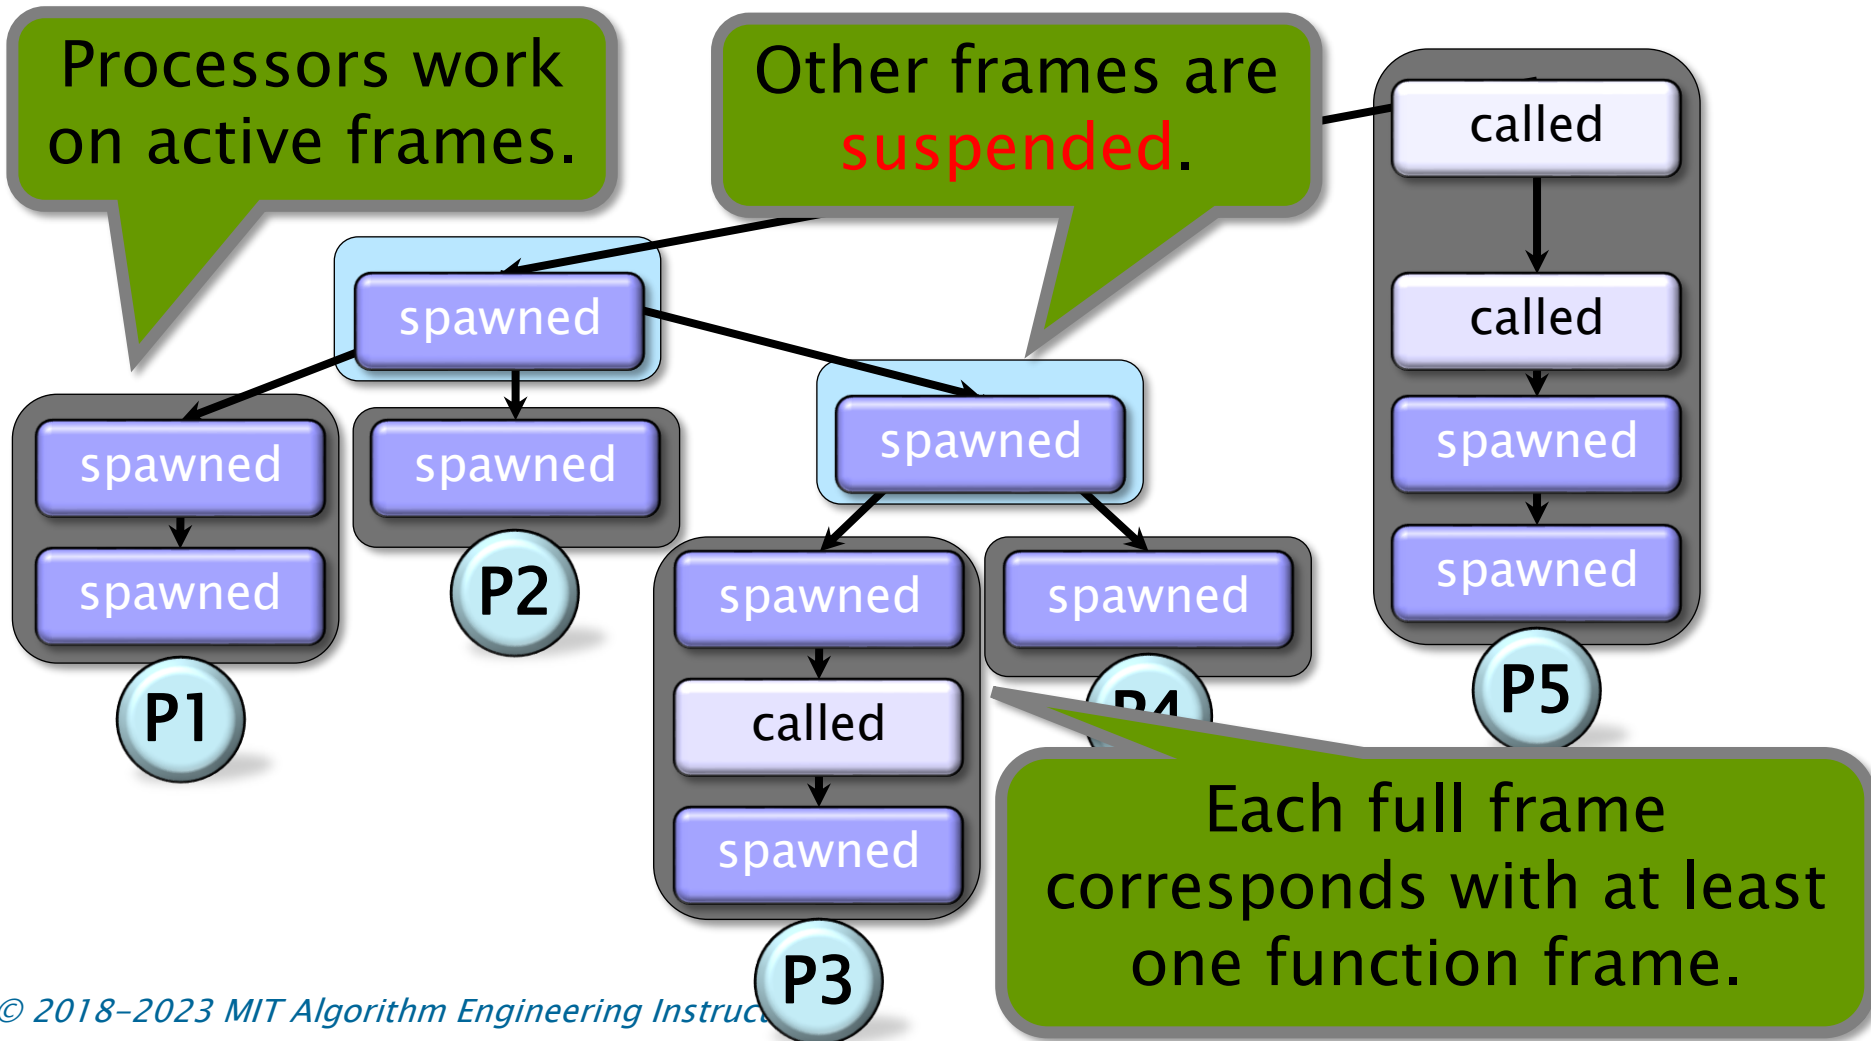 Processors work
on active frames.
Other frames are
suspended.
called
spawned
called
spawned
spawned
spawned
spawned
spawned
P2
spawned
spawned
spawned
spawned
P1
P5
called
spawned
Each full frame
corresponds with at least
one function frame.
P3
© 2018-2023 MIT Algorithm Engineering